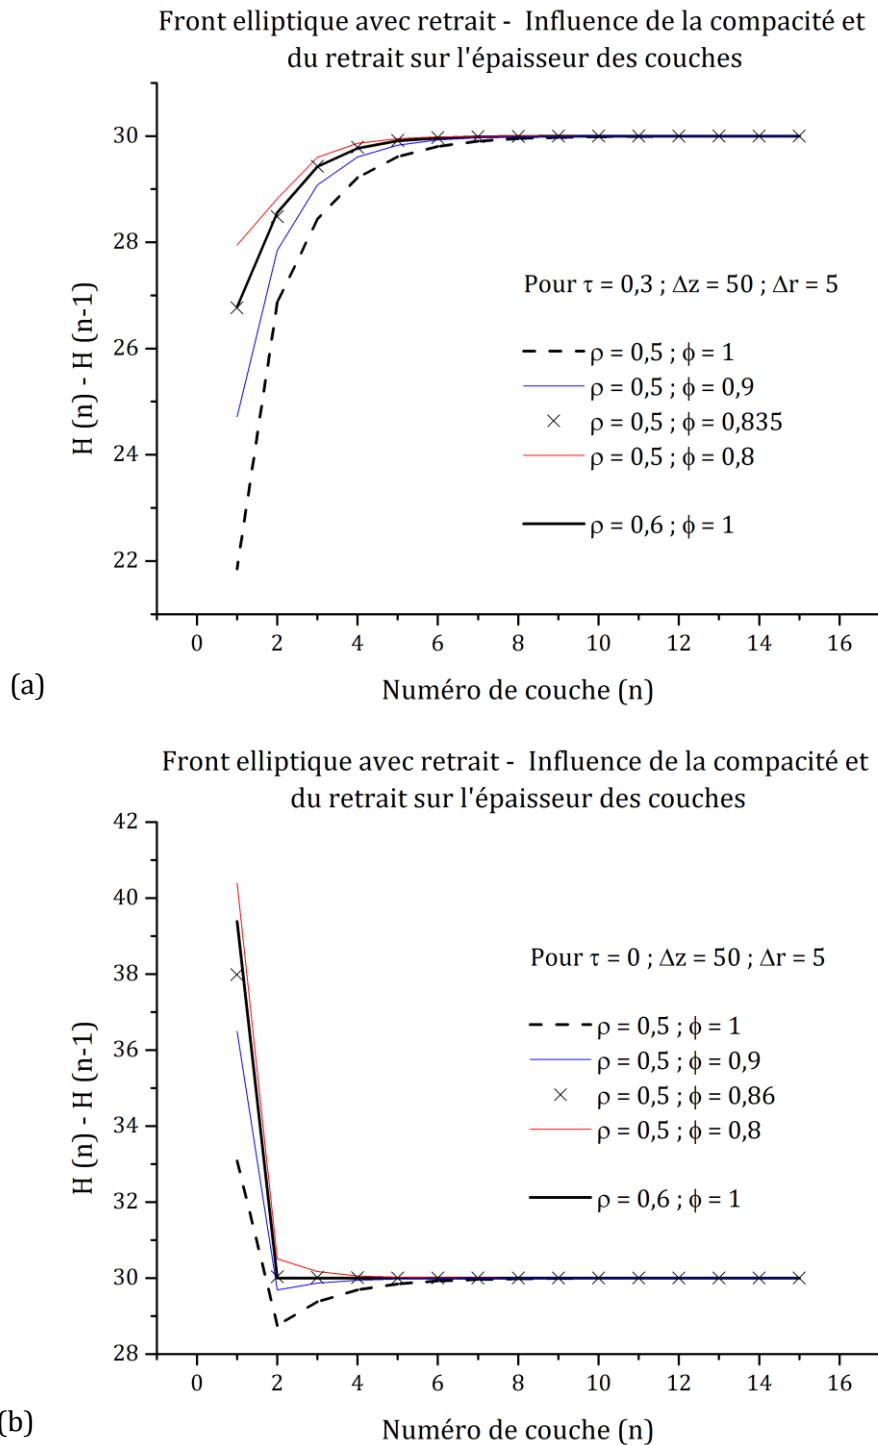 Front elliptique avec retrait - Influence de la compacité et
du retrait sur l'épaisseur des couches
30
28
26
24
22
H (n) - H (n-1)
Pour τ = 0,3 ; Δz = 50 ; Δr = 5
ρ = 0,5 ; ϕ = 1
ρ = 0,5 ; ϕ = 0,9
ρ = 0,5 ; ϕ = 0,835
ρ = 0,5 ; ϕ = 0,8
ρ = 0,6 ; ϕ = 1
0 2 4 6 8 10 12 14 16
Numéro de couche (n)
(a)
Front elliptique avec retrait - Influence de la compacité et
du retrait sur l'épaisseur des couches
42
40
38
36
34
32
30
28
H (n) - H (n-1)
Pour τ = 0 ; Δz = 50 ; Δr = 5
ρ = 0,5 ; ϕ = 1
ρ = 0,5 ; ϕ = 0,9
ρ = 0,5 ; ϕ = 0,86
ρ = 0,5 ; ϕ = 0,8
ρ = 0,6 ; ϕ = 1
0 2 4 6 8 10 12 14 16
Numéro de couche (n)
(b)